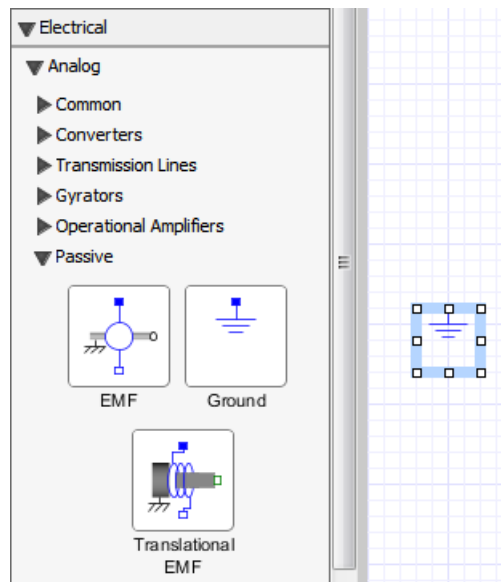 Electrical
Analog
Common
Converters
Transmission Lines
Gyrators
Operational Amplifiers
Passive
EMF
Ground
Translational
EMF